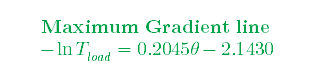 Maximum Gradient line
− ln T_load = 0.2045θ − 2.1430